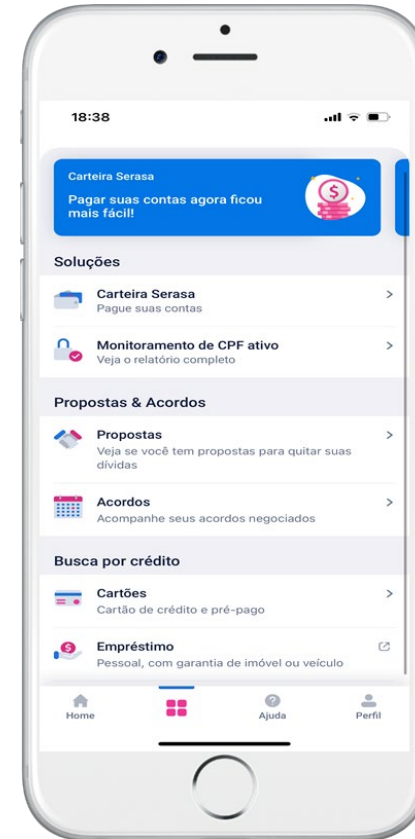 18:38
Carteira Serasa
Pagar suas contas agora ficou
mais fácil!
Soluções
Carteira Serasa
Pague suas contas
Monitoramento de CPF ativo
Veja o relatório completo
Propostas & Acordos
Propostas
Veja se você tem propostas para quitar suas
dívidas
Acordos
Acompanhe seus acordos negociados
Busca por crédito
Cartões
Cartão de crédito e pré-pago
Empréstimo
Pessoal, com garantia de imóvel ou veículo
Home
Ajuda
Perfil